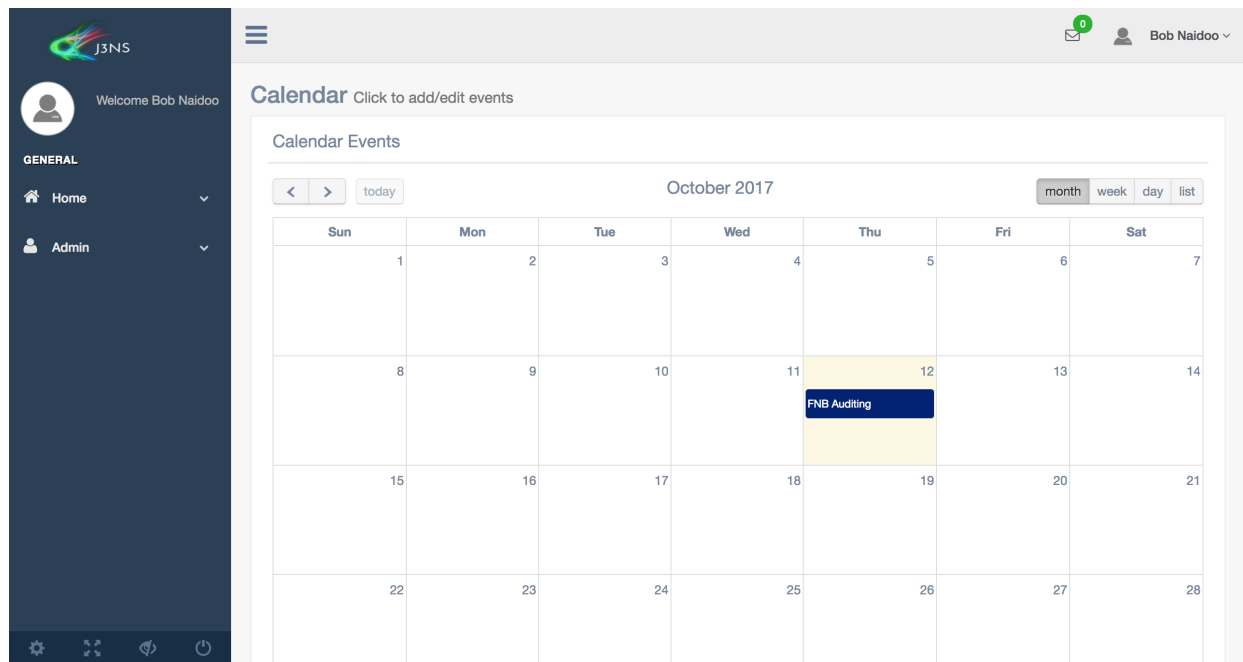 J3NS
0
Bob Naidoo
Welcome Bob Naidoo
GENERAL
Home
Admin
Calendar Click to add/edit events
Calendar Events
today
October 2017
month week day list
Sun Mon Tue Wed Thu Fri Sat
1 2 3 4 5 6 7
8 9 10 11 12 13 14
FNB Auditing
15 16 17 18 19 20 21
22 23 24 25 26 27 28